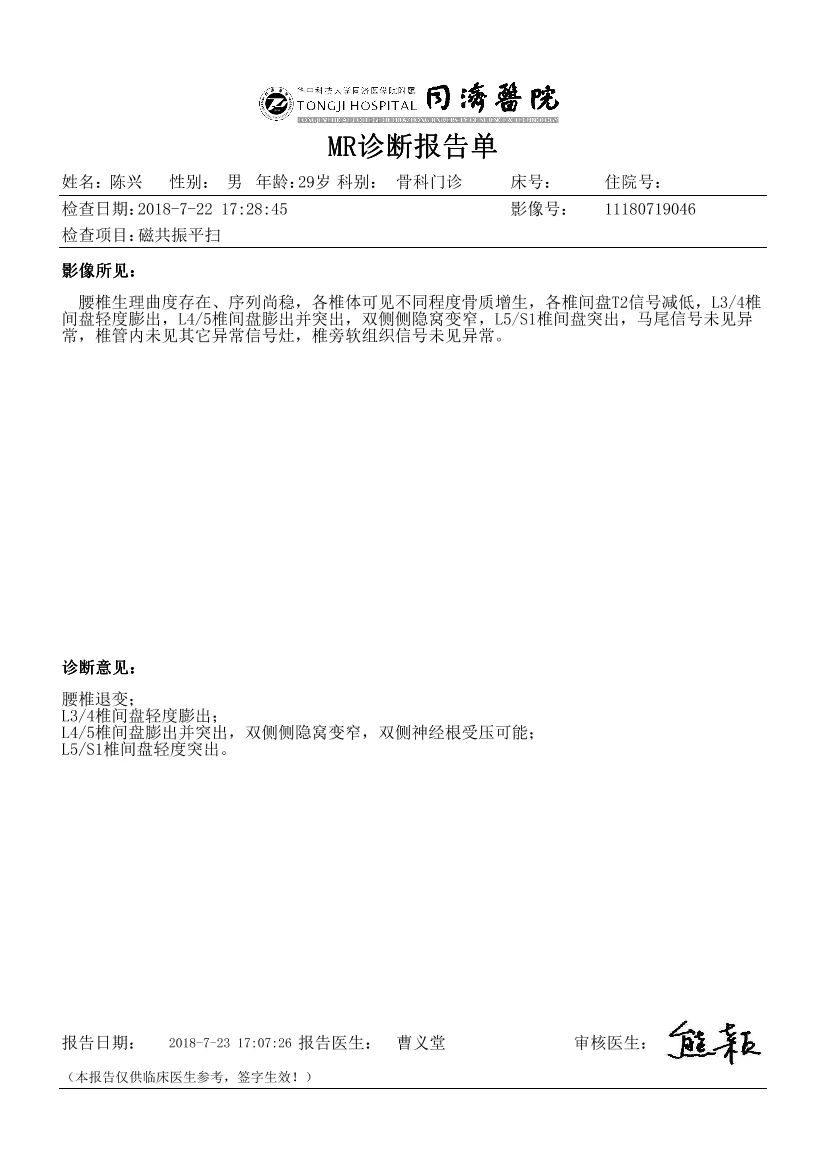 华中科技大学同济医学院附属
TONGJI HOSPITAL 同濟醫院
MR诊断报告单
姓名: 陈兴 性别: 男 年龄:29岁 科别: 骨科门诊 床号: 住院号:
检查日期:2018-7-22 17:28:45 影像号: 11180719046
检查项目:磁共振平扫
影像所见:
腰椎生理曲度存在、序列尚稳，各椎体可见不同程度骨质增生，各椎间盘T2信号减低，L3/4椎
间盘轻度膨出，L4/5椎间盘膨出并突出，双侧侧隐窝变窄，L5/S1椎间盘突出，马尾信号未见异
常，椎管内未见其它异常信号灶，椎旁软组织信号未见异常。
诊断意见:
腰椎退变;
L3/4椎间盘轻度膨出;
L4/5椎间盘膨出并突出，双侧侧隐窝变窄，双侧神经根受压可能;
L5/S1椎间盘轻度突出。
报告日期: 2018-7-23 17:07:26 报告医生: 曹义堂 审核医生: 熊颖
（本报告仅供临床医生参考，签字生效！）